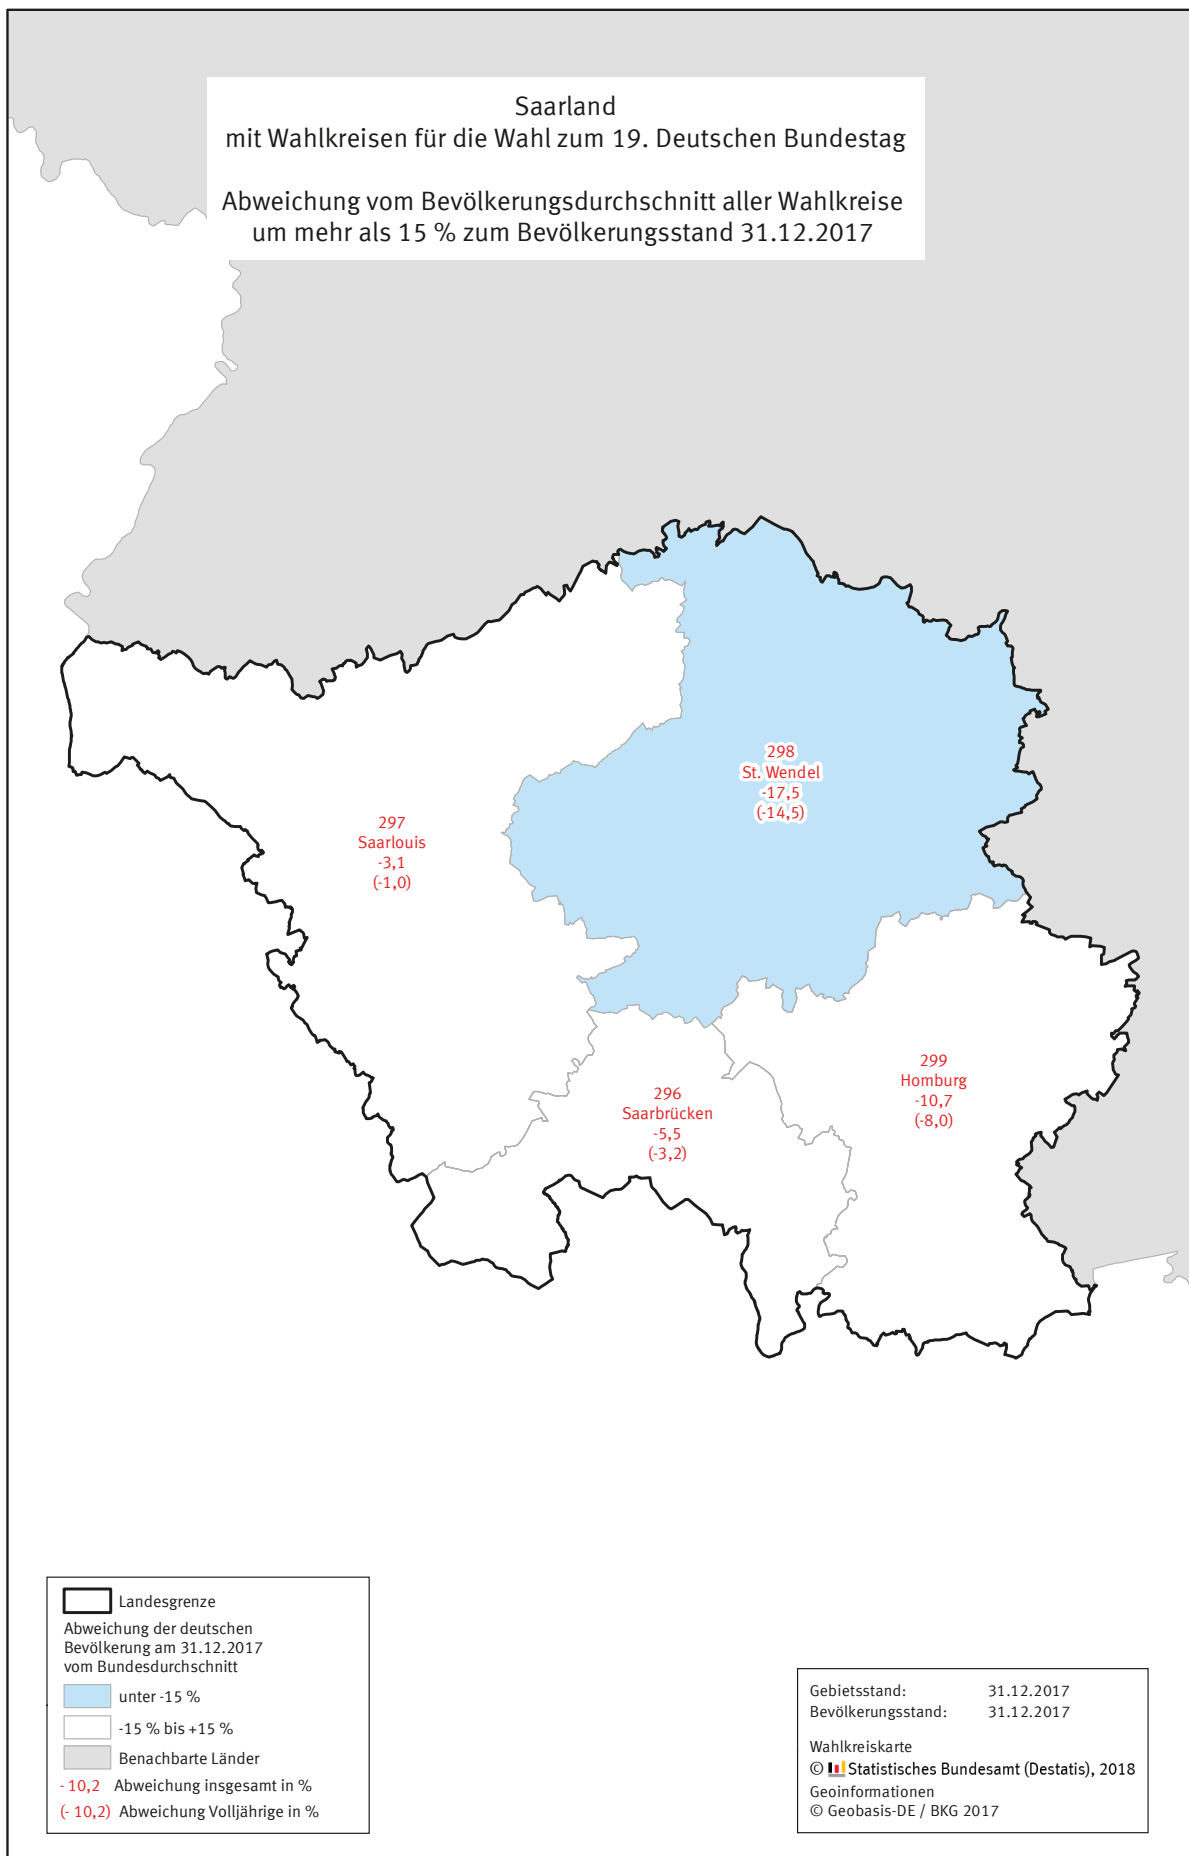 Saarland
mit Wahlkreisen für die Wahl zum 19. Deutschen Bundestag
Abweichung vom Bevölkerungsdurchschnitt aller Wahlkreise
um mehr als 15 % zum Bevölkerungsstand 31.12.2017
298
St. Wendel
-17,5
(-14,5)
297
Saarlouis
-3,1
(-1,0)
299
Homburg
-10,7
(-8,0)
296
Saarbrücken
-5,5
(-3,2)
Landesgrenze
Abweichung der deutschen
Bevölkerung am 31.12.2017
vom Bundesdurchschnitt
unter -15 %
-15 % bis +15 %
Benachbarte Länder
- 10,2 Abweichung insgesamt in %
(- 10,2) Abweichung Volljährige in %
Gebietsstand: 31.12.2017
Bevölkerungsstand: 31.12.2017
Wahlkreiskarte
© Statistisches Bundesamt (Destatis), 2018
Geoinformationen
© Geobasis-DE / BKG 2017